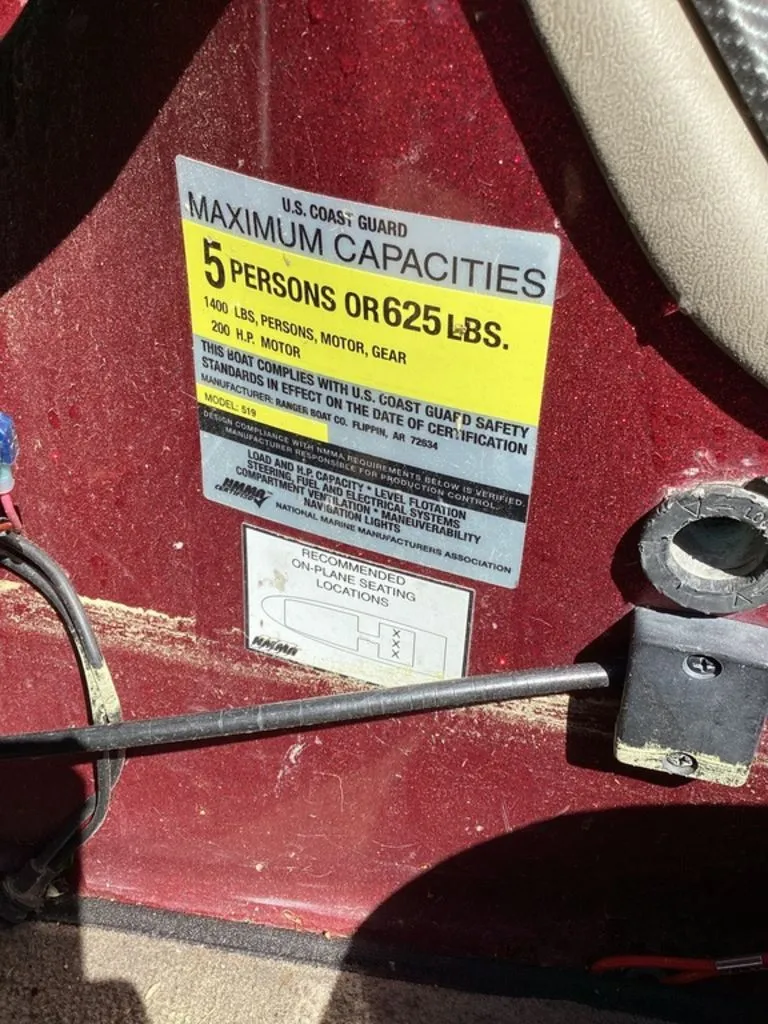 U.S. COAST GUARD
MAXIMUM CAPACITIES
5 PERSONS OR 625 LBS.
1400 LBS, PERSONS, MOTOR, GEAR
200 H.P. MOTOR
THIS BOAT COMPLIES WITH U.S. COAST GUARD SAFETY
STANDARDS IN EFFECT ON THE DATE OF CERTIFICATION
MANUFACTURER: RANGER BOAT CO. FLIPPIN, AR 72634
MODEL: 519
DESIGN COMPLIANCE WITH NMMA REQUIREMENTS BELOW IS VERIFIED.
MANUFACTURER RESPONSIBLE FOR PRODUCTION CONTROL.
LOAD AND H.P. CAPACITY • LEVEL FLOTATION
STEERING, FUEL AND ELECTRICAL SYSTEMS
COMPARTMENT VENTILATION • MANEUVERABILITY
NAVIGATION LIGHTS
NMMA
CERTIFIED
NATIONAL MARINE MANUFACTURERS ASSOCIATION
RECOMMENDED
ON-PLANE SEATING
LOCATIONS
X
X
X
NMMA